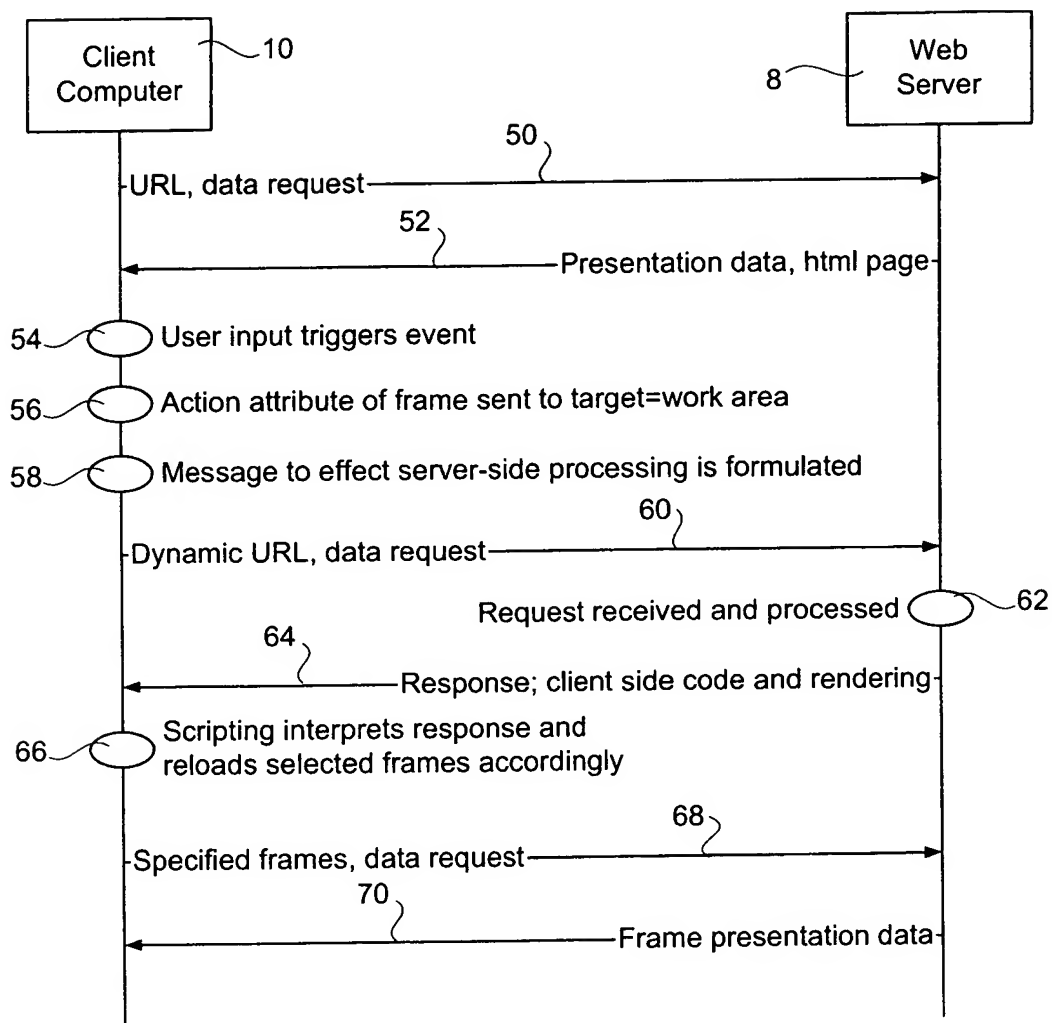 Client
Computer
10
Web
Server
8
50
URL, data request
52
Presentation data, html page
54
User input triggers event
56
Action attribute of frame sent to target=work area
58
Message to effect server-side processing is formulated
60
Dynamic URL, data request
Request received and processed
62
64
Response; client side code and rendering
66
Scripting interprets response and
reloads selected frames accordingly
68
Specified frames, data request
70
Frame presentation data